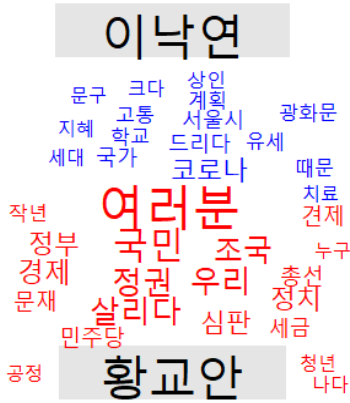 이낙연
상인
문구 크다 계획
고통 서울시 광화문
지혜 학교 드리다 유세
세대 국가 코로나 때문
치료
작년 여러분 견제
정부 국민 조국 누구
경제 정권 우리 총선
문재 살리다 심판 정치
민주당 세금
공정 황교안 청년
나다